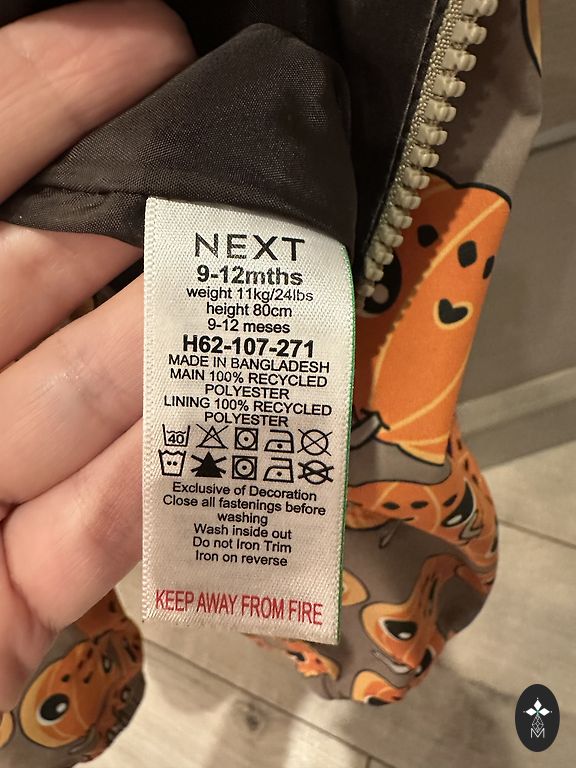 NEXT
9-12mths
weight 11kg/24lbs
height 80cm
9-12 meses
H62-107-271
MADE IN BANGLADESH
MAIN 100% RECYCLED
POLYESTER
LINING 100% RECYCLED
POLYESTER
40
Exclusive of Decoration
Close all fastenings before
washing
Wash inside out
Do not Iron Trim
Iron on reverse
KEEP AWAY FROM FIRE
M